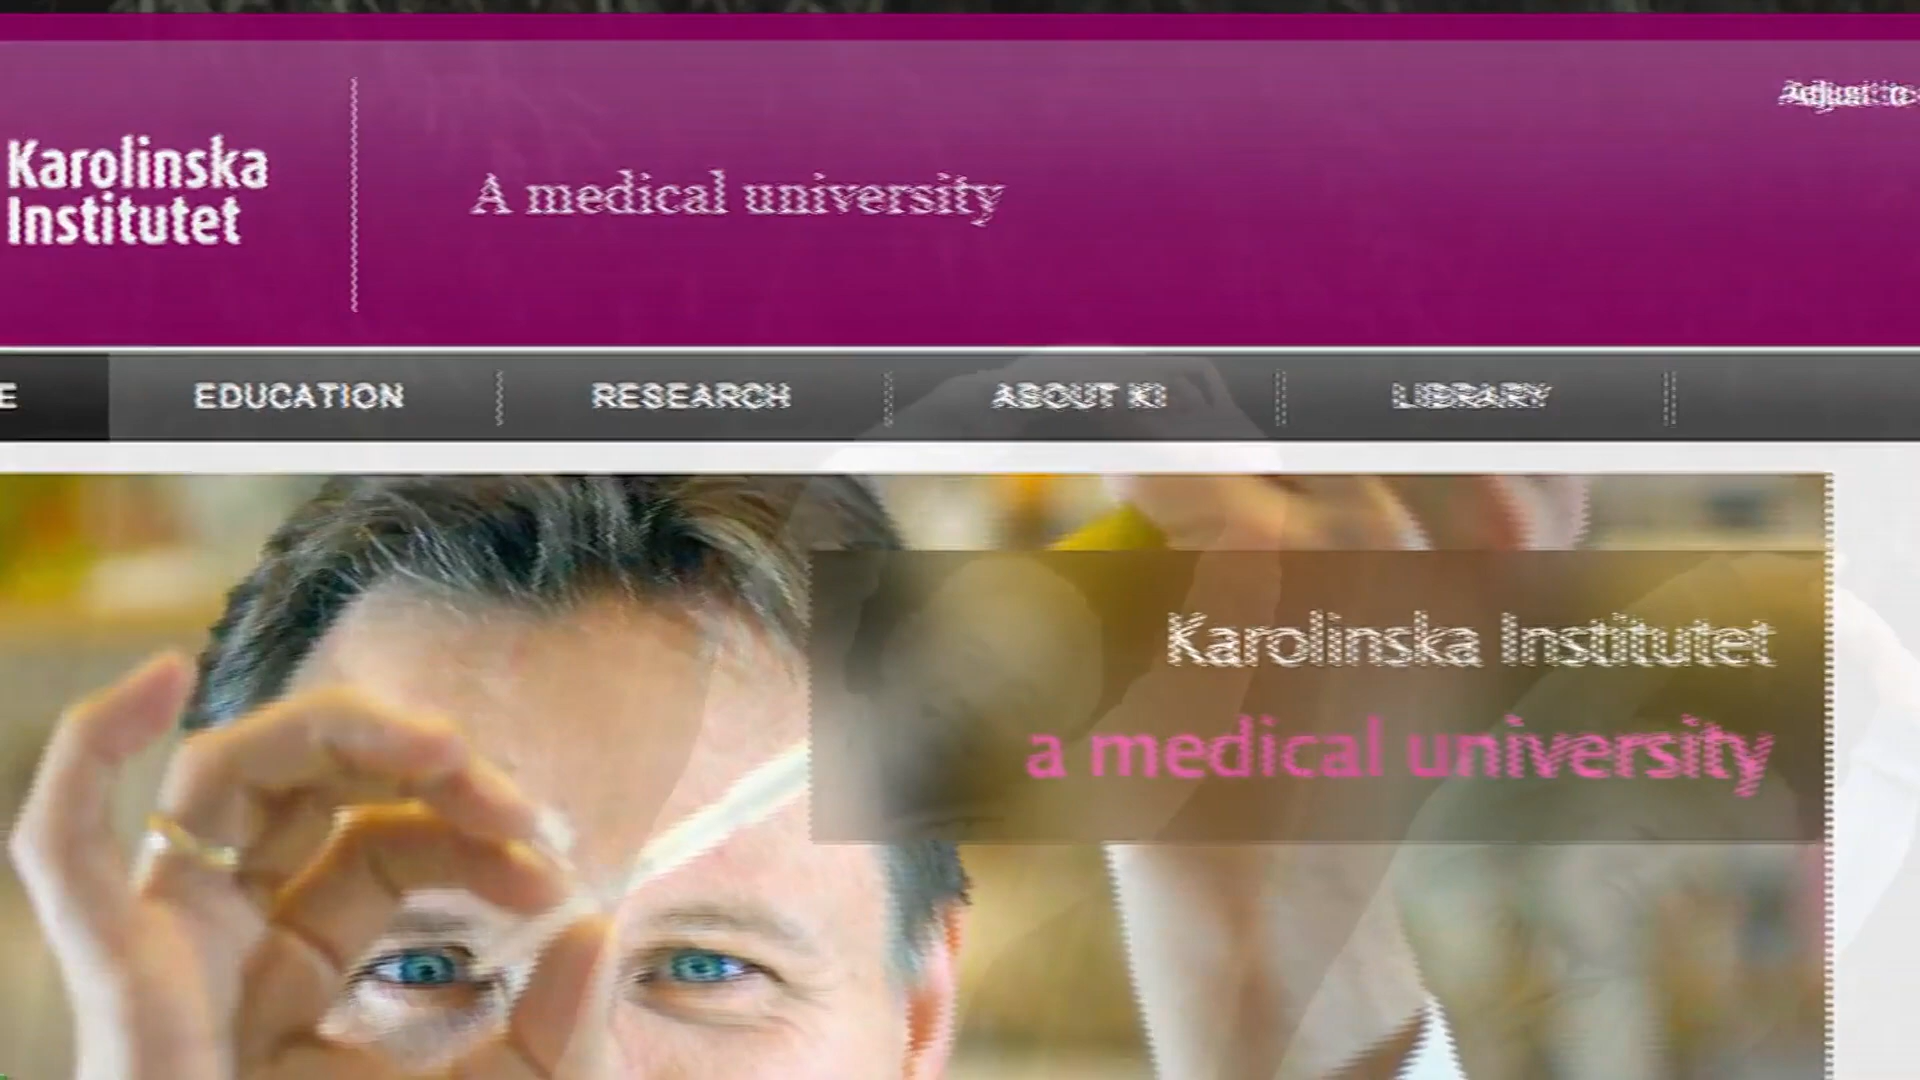 Karolinska
Institutet
A medical university
E EDUCATION RESEARCH ABOUT KI LIBRARY
Karolinska Institutet
a medical university